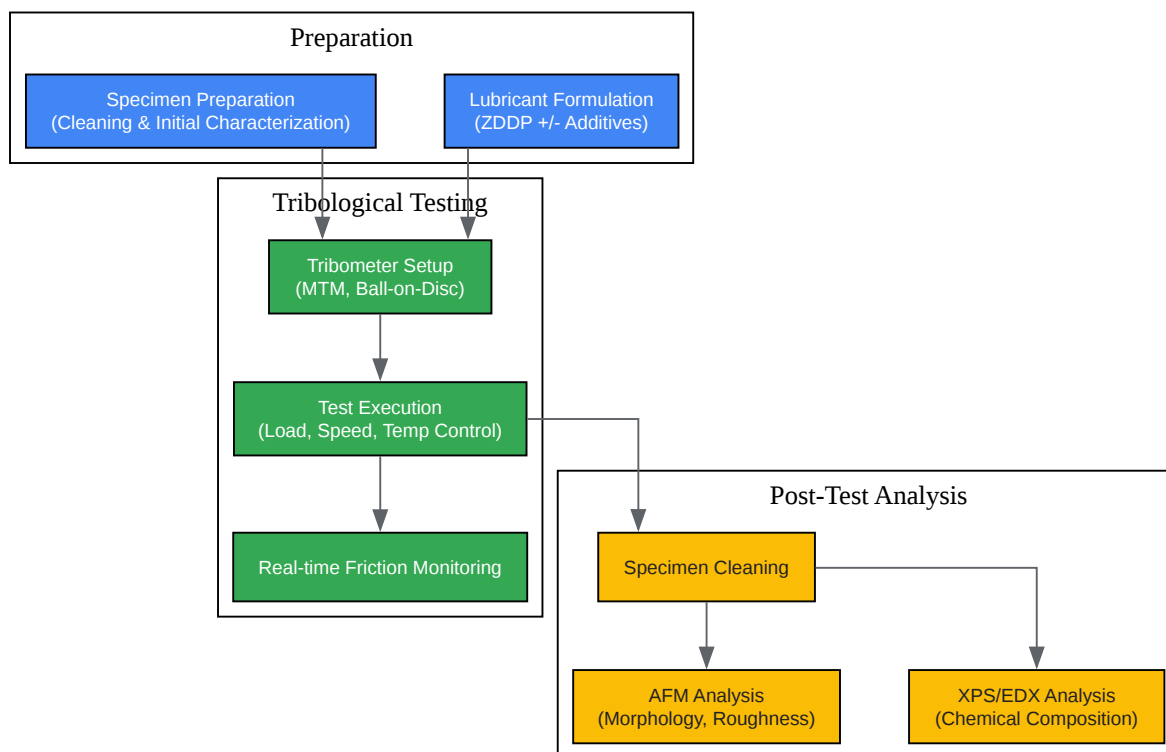 Preparation
Specimen Preparation
(Cleaning & Initial Characterization)
Lubricant Formulation
(ZDDP +/- Additives)
Tribological Testing
Tribometer Setup
(MTM, Ball-on-Disc)
Test Execution
(Load, Speed, Temp Control)
Real-time Friction Monitoring
Post-Test Analysis
Specimen Cleaning
AFM Analysis
(Morphology, Roughness)
XPS/EDX Analysis
(Chemical Composition)